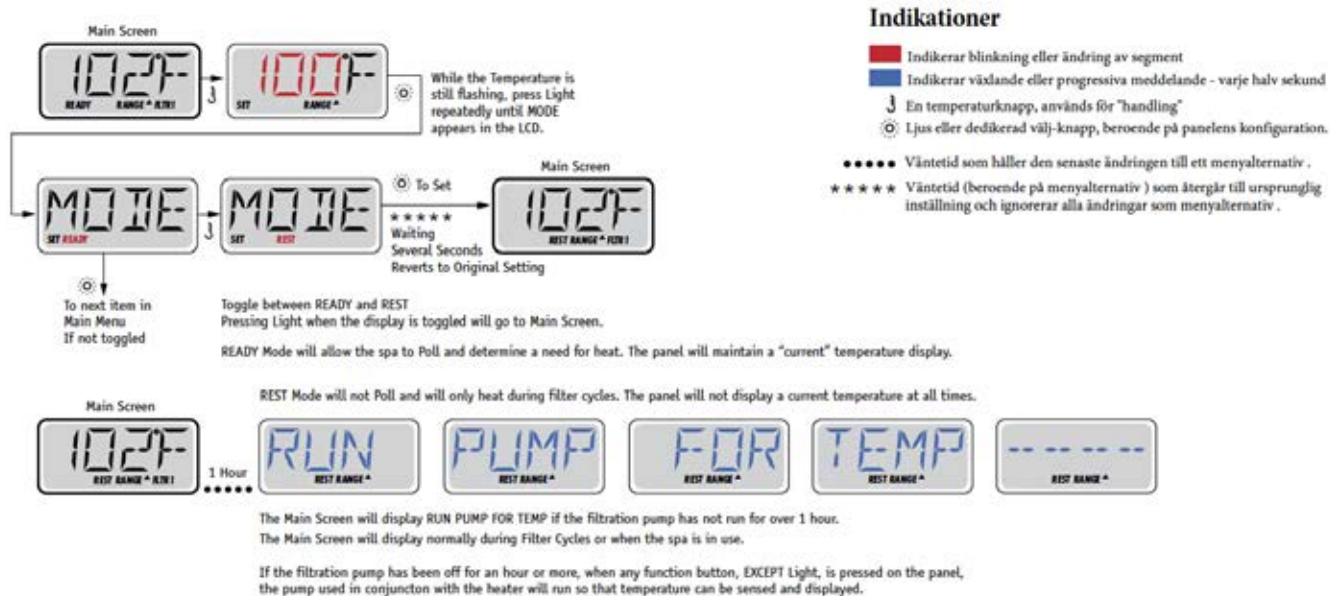 Indikationer
Indikerar blinkning eller ändring av segment
Indikerar växlande eller progressiva meddelande - varje halv sekund
En temperaturknapp, används för "handling"
Ljus eller dedikerad välj-knapp, beroende på panelens konfiguration.
Väntetid som håller den senaste ändringen till ett menyalternativ .
***** Väntetid (beroende på menyalternativ ) som återgår till ursprunglig
inställning och ignorerar alla ändringar som menyalternativ .
Main Screen
102°F
READY RANGE FLTR1
100°F
SET RANGE
While the Temperature is
still flashing, press Light
repeatedly until MODE
appears in the LCD.
MODE
SET READY
MODE
SET REST
To Set
*****
Waiting
Several Seconds
Reverts to Original Setting
Main Screen
102°F
REST RANGE FLTR1
To next item in
Main Menu
If not toggled
Toggle between READY and REST
Pressing Light when the display is toggled will go to Main Screen.
READY Mode will allow the spa to Poll and determine a need for heat. The panel will maintain a “current” temperature display.
REST Mode will not Poll and will only heat during filter cycles. The panel will not display a current temperature at all times.
Main Screen
102°F
REST RANGE FLTR1
1 Hour
RUN
REST RANGE
PUMP
REST RANGE
FOR
REST RANGE
TEMP
REST RANGE
-- -- -- --
REST RANGE
The Main Screen will display RUN PUMP FOR TEMP if the filtration pump has not run for over 1 hour.
The Main Screen will display normally during Filter Cycles or when the spa is in use.
If the filtration pump has been off for an hour or more, when any function button, EXCEPT Light, is pressed on the panel,
the pump used in conjuncton with the heater will run so that temperature can be sensed and displayed.